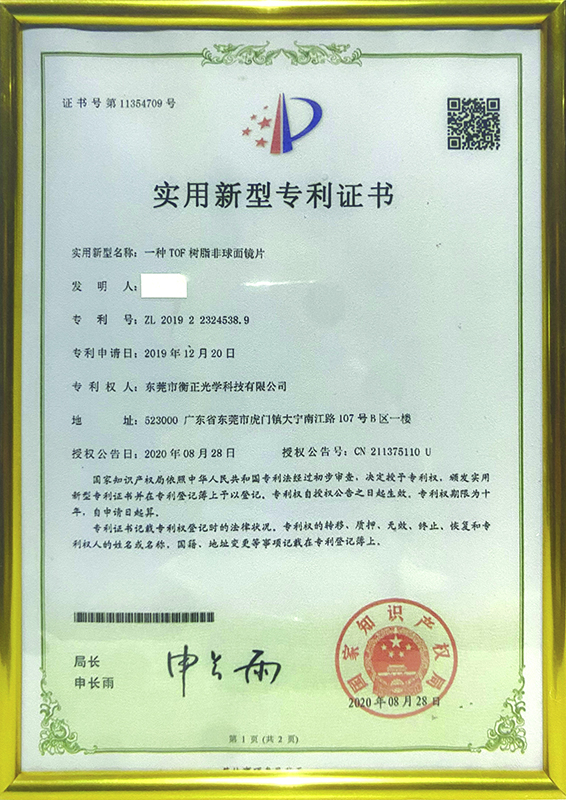 证书号第11354709号
实用新型专利证书
实用新型名称：一种TOF树脂非球面镜片
发明人：
专利号：ZL 2019 2 2324538.9
专利申请日：2019年12月20日
专利权人：东莞市衡正光学科技有限公司
地址：523000 广东省东莞市虎门镇大宁南江路107号B区一楼
授权公告日：2020年08月28日 授权公告号：CN 211375110 U
国家知识产权局依照中华人民共和国专利法经过初步审查，决定授予专利权，颁发实用
新型专利证书并在专利登记簿上予以登记。专利权自授权公告之日起生效。专利权期限为十
年，自申请日起算。
专利证书记载专利权登记时的法律状况。专利权的转移、质押、无效、终止、恢复和专
利权人的姓名或名称、国籍、地址变更等事项记载在专利登记簿上。
局长
申长雨
申长雨
国家知识产权局
2020年08月28日
第1页(共2页)